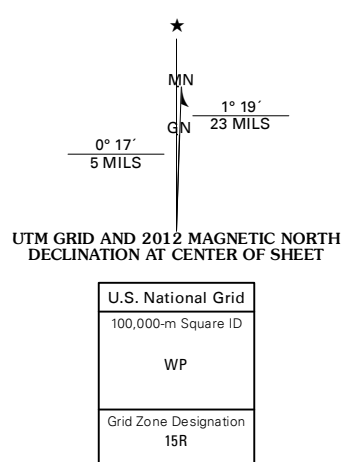 ★
MN
1° 19´
GN
23 MILS
0° 17´
5 MILS
UTM GRID AND 2012 MAGNETIC NORTH
DECLINATION AT CENTER OF SHEET
U.S. National Grid
100,000-m Square ID
WP
Grid Zone Designation
15R